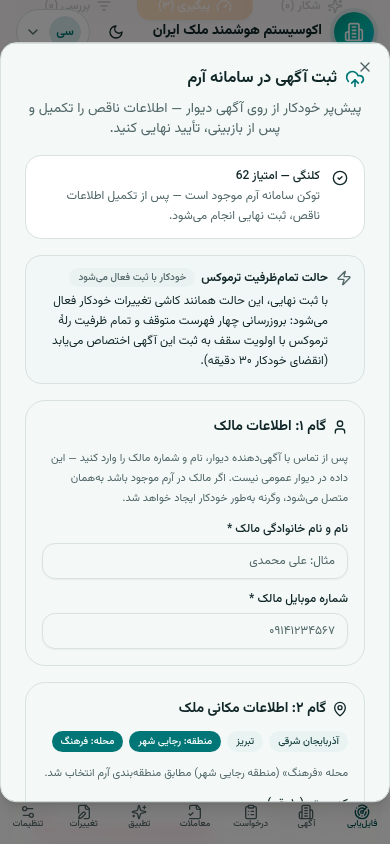 شکار (۰)
پیگیری (۳)
بررسی (۰)
اکوسیستم هوشمند ملک ایران
سی
ثبت آگهی در سامانه آرم
پیش‌پر خودکار از روی آگهی دیوار — اطلاعات ناقص را تکمیل و
پس از بازبینی، تأیید نهایی کنید.
کلنگی — امتیاز 62
توکن سامانه آرم موجود است — پس از تکمیل اطلاعات
ناقص، ثبت نهایی انجام می‌شود.
حالت تمام‌ظرفیت ترموکس
خودکار با ثبت فعال می‌شود
با ثبت نهایی، این حالت همانند کاشی تغییرات خودکار فعال
می‌شود: بروزرسانی چهار فهرست متوقف و تمام ظرفیت رلهٔ
ترموکس با اولویت سقف به ثبت این آگهی اختصاص می‌یابد
(انقضای خودکار ۳۰ دقیقه).
گام ۱: اطلاعات مالک
پس از تماس با آگهی‌دهنده دیوار، نام و شماره مالک را وارد کنید — این
داده در دیوار عمومی نیست. اگر مالک در آرم موجود باشد به‌همان
متصل می‌شود، وگرنه به‌طور خودکار ایجاد خواهد شد.
نام و نام خانوادگی مالک *
مثال: علی محمدی
شماره موبایل مالک *
۰۹۱۴۱۲۳۴۵۶۷
گام ۲: اطلاعات مکانی ملک
آذربایجان شرقی
تبریز
منطقه: رجایی شهر
محله: فرهنگ
محله «فرهنگ» (منطقه رجایی شهر) مطابق منطقه‌بندی آرم انتخاب شد.
فایل‌یابی
آگهی
درخواست
معاملات
تطبیق
تغییرات
تنظیمات